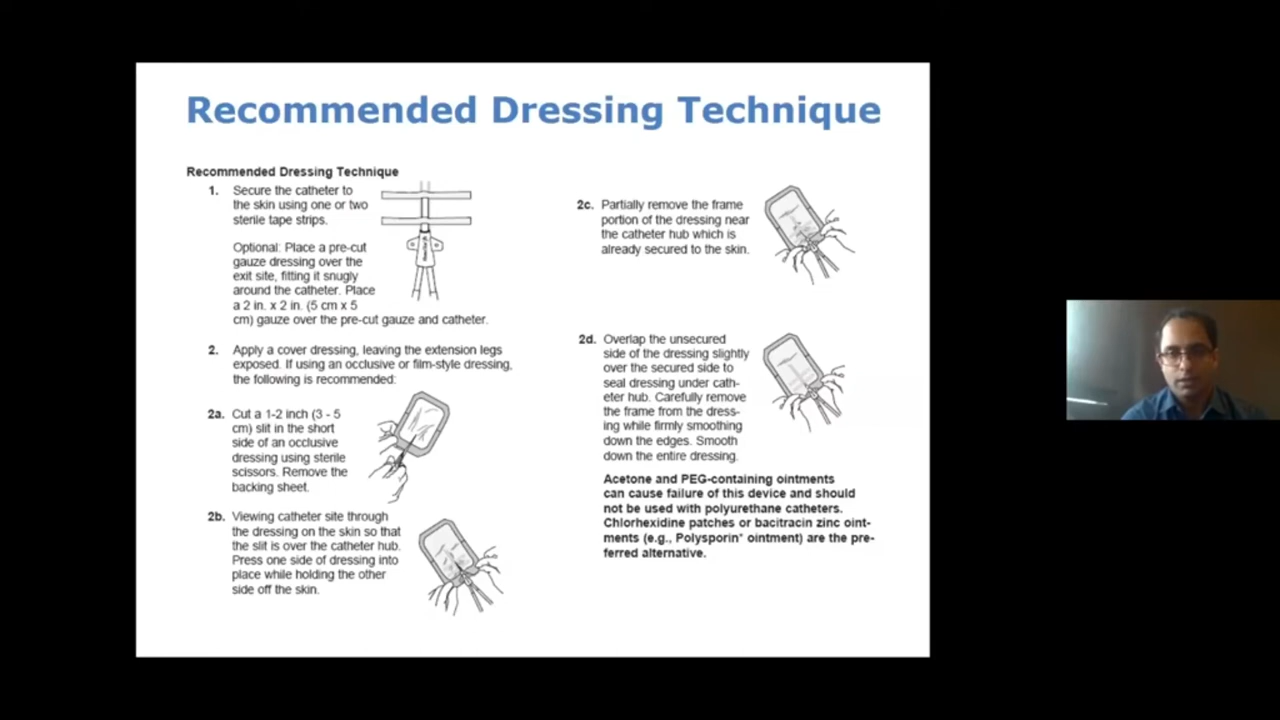 Recommended Dressing Technique
Recommended Dressing Technique
1. Secure the catheter to
the skin using one or two
sterile tape strips.
Optional: Place a pre-cut
gauze dressing over the
exit site, fitting it snugly
around the catheter. Place
a 2 in. x 2 in. (5 cm x 5
cm) gauze over the pre-cut gauze and catheter.
2. Apply a cover dressing, leaving the extension legs
exposed. If using an occlusive or film-style dressing,
the following is recommended:
2a. Cut a 1-2 inch (3 - 5
cm) slit in the short
side of an occlusive
dressing using sterile
scissors. Remove the
backing sheet.
2b. Viewing catheter site through
the dressing on the skin so that
the slit is over the catheter hub.
Press one side of dressing into
place while holding the other
side off the skin.
2c. Partially remove the frame
portion of the dressing near
the catheter hub which is
already secured to the skin.
2d. Overlap the unsecured
side of the dressing slightly
over the secured side to
seal dressing under cath-
eter hub. Carefully remove
the frame from the dress-
ing while firmly smoothing
down the edges. Smooth
down the entire dressing.
Acetone and PEG-containing ointments
can cause failure of this device and should
not be used with polyurethane catheters.
Chlorhexidine patches or bacitracin zinc oint-
ments (e.g., Polysporin* ointment) are the pre-
ferred alternative.